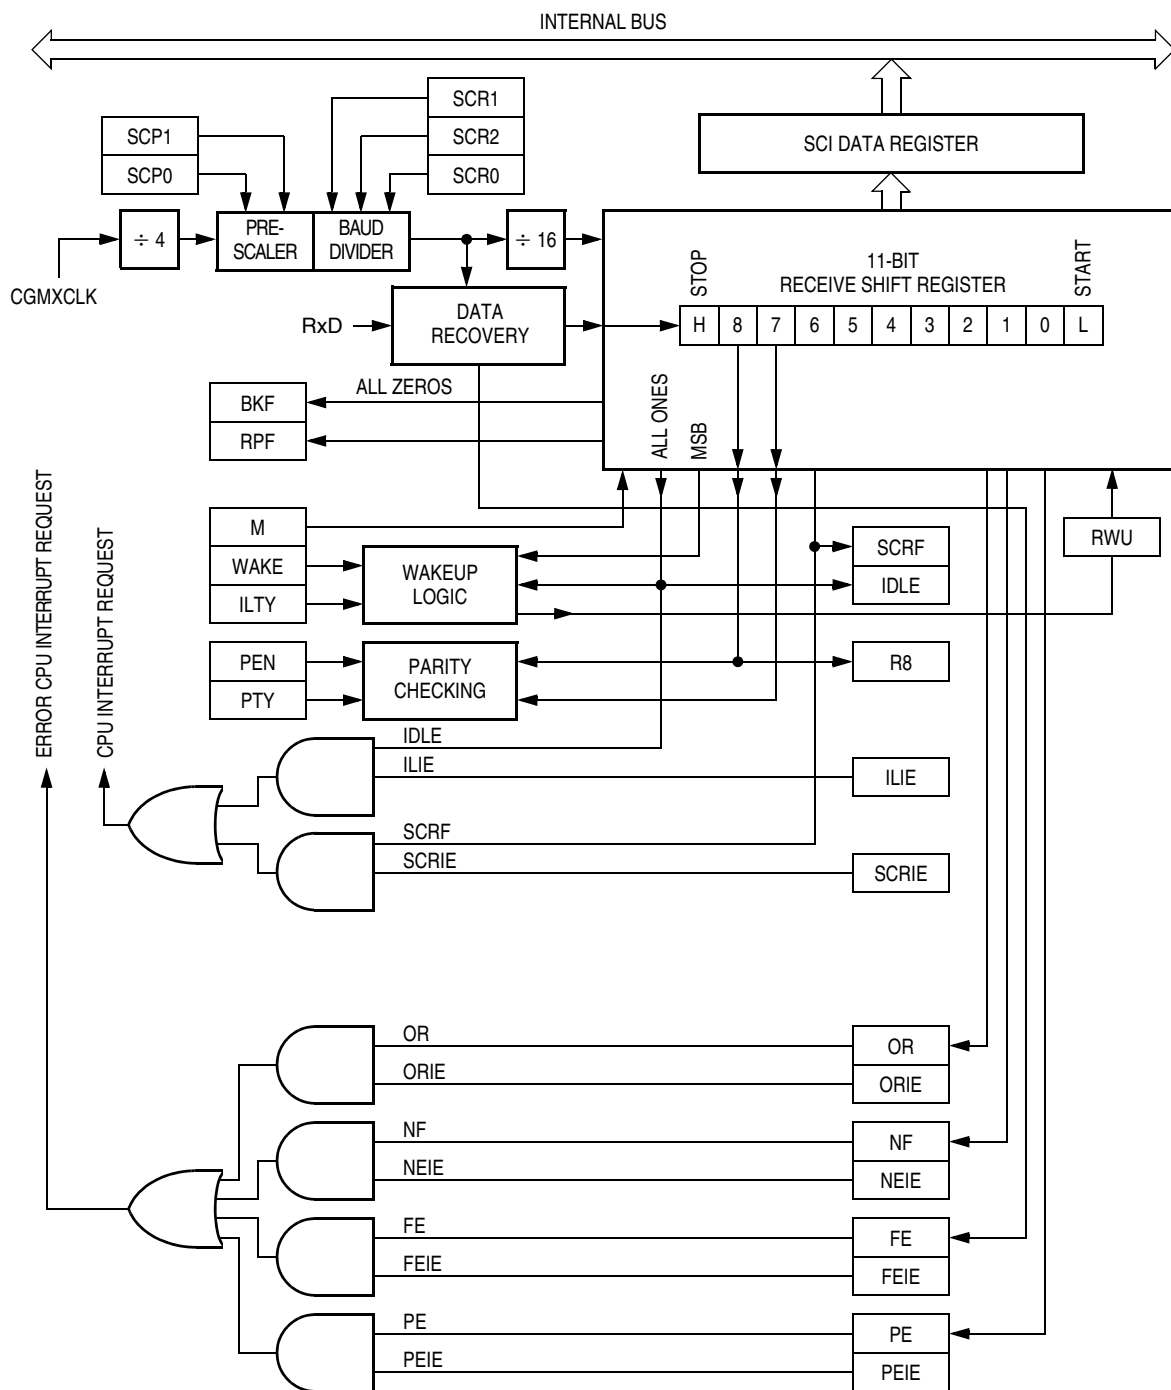 INTERNAL BUS
SCR1
SCR2
SCR0
SCP1
SCP0
SCI DATA REGISTER
÷ 4
PRE-
SCALER
BAUD
DIVIDER
÷ 16
CGMXCLK
STOP
11-BIT
RECEIVE SHIFT REGISTER
START
H 8 7 6 5 4 3 2 1 0 L
RxD
DATA
RECOVERY
ALL ZEROS
BKF
RPF
ALL ONES
MSB
M
WAKE
ILTY
WAKEUP
LOGIC
SCRF
IDLE
RWU
PEN
PTY
PARITY
CHECKING
R8
ERROR CPU INTERRUPT REQUEST
CPU INTERRUPT REQUEST
IDLE
ILIE
ILIE
SCRF
SCRIE
SCRIE
OR
OR
ORIE
ORIE
NF
NF
NEIE
NEIE
FE
FE
FEIE
FEIE
PE
PE
PEIE
PEIE